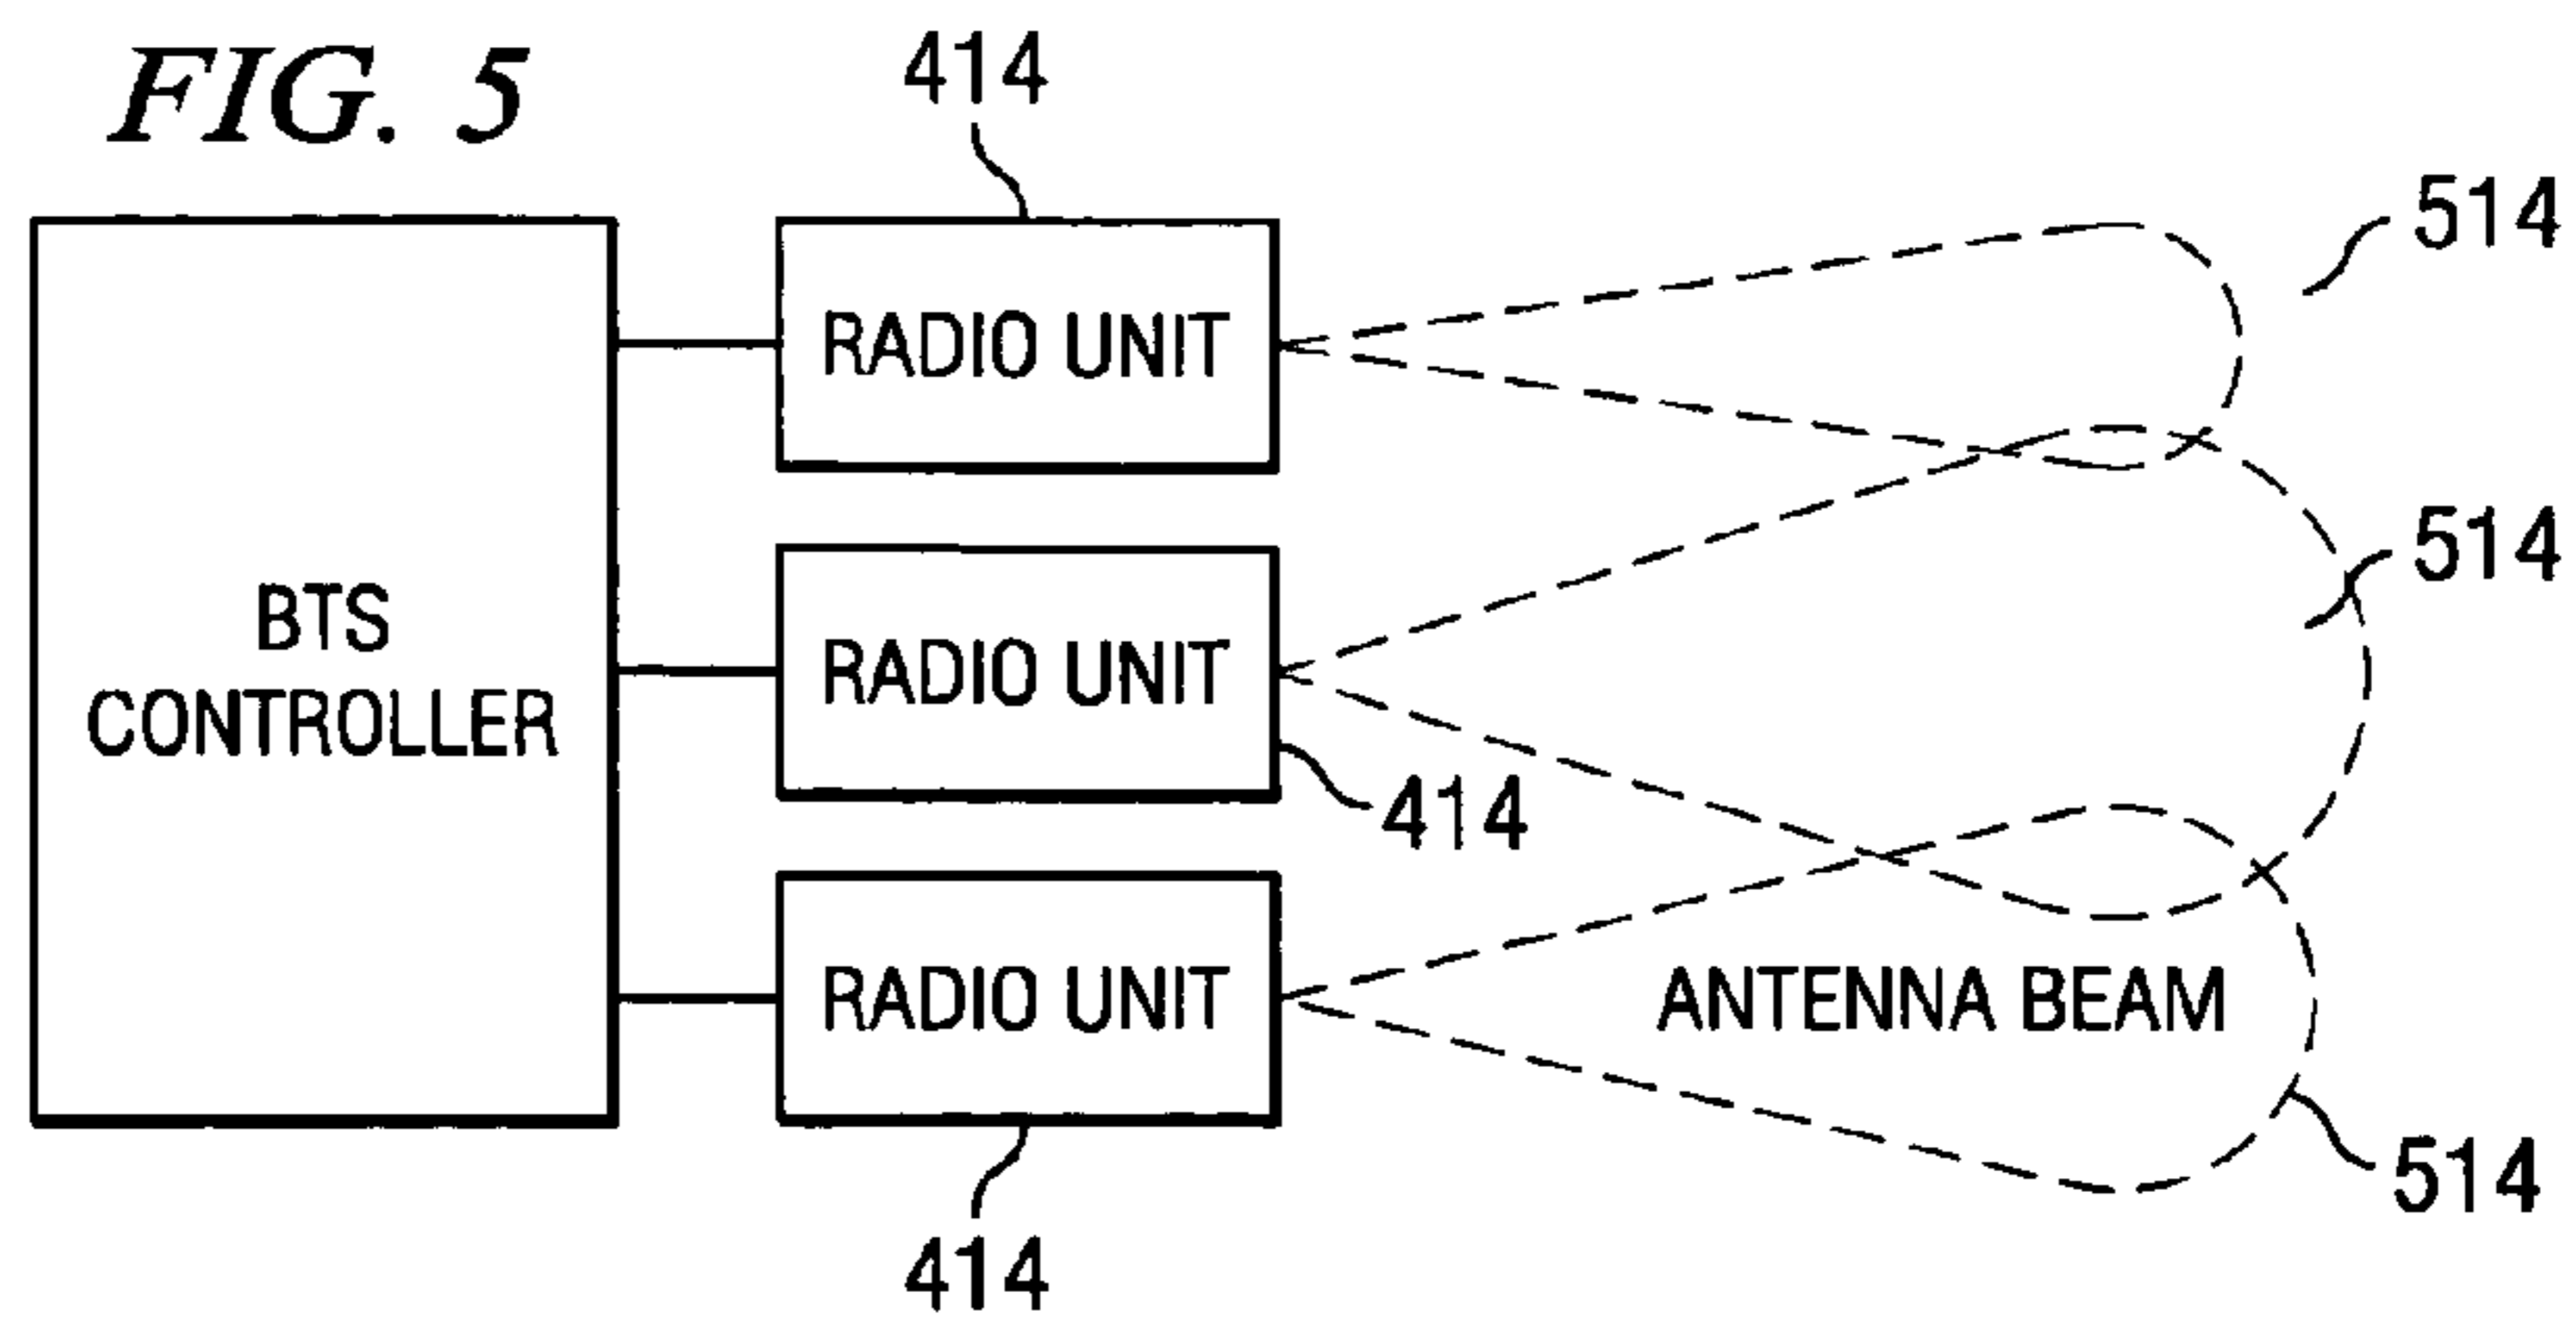 FIG. 5
414
514
RADIO UNIT
514
BTS
CONTROLLER
RADIO UNIT
414
RADIO UNIT
ANTENNA BEAM
514
414